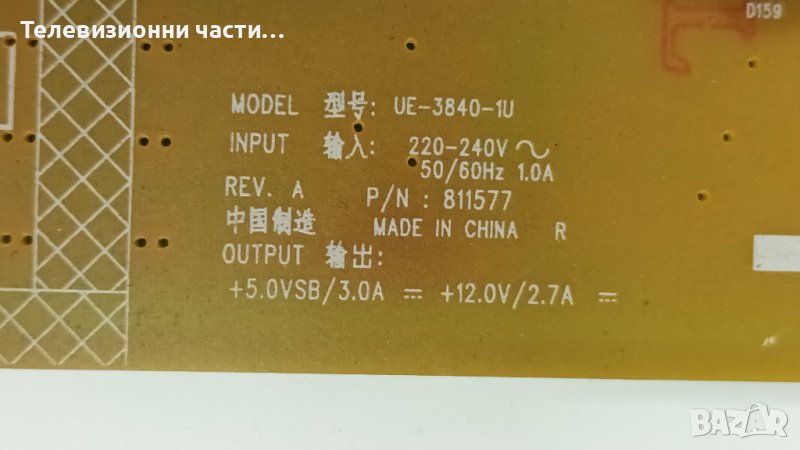 Телевизионни части...
D159
MODEL 型号: UE-3840-1U
INPUT 输入: 220-240V
50/60Hz 1.0A
REV. A P/N : 811577
中国制造 MADE IN CHINA R
OUTPUT 输出:
+5.0VSB/3.0A ⎓ +12.0V/2.7A ⎓
BAZAR